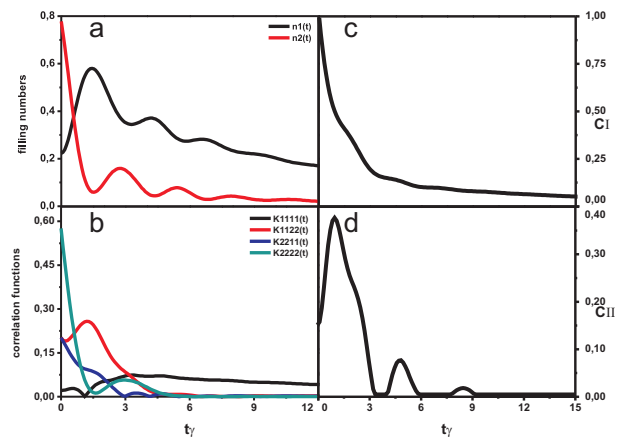 a
n1(t)
n2(t)
0,8
0,6
0,4
0,2
0,0
filling numbers
c
1,00
0,75
0,50
0,25
0,00
CI
b
K1111(t)
K1122(t)
K2211(t)
K2222(t)
0,60
0,45
0,30
0,15
0,00
correlation functions
0 3 6 9 12
tγ
d
0,40
0,30
0,20
0,10
0,00
CII
0 3 6 9 12 15
tγ